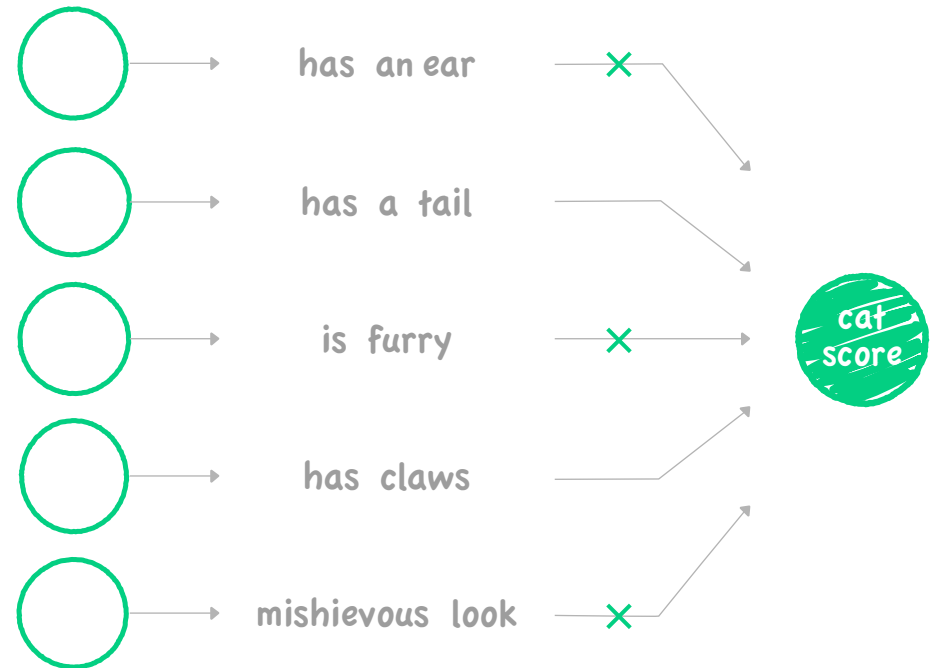 has an ear
has a tail
is furry
has claws
mishievous look
cat
score